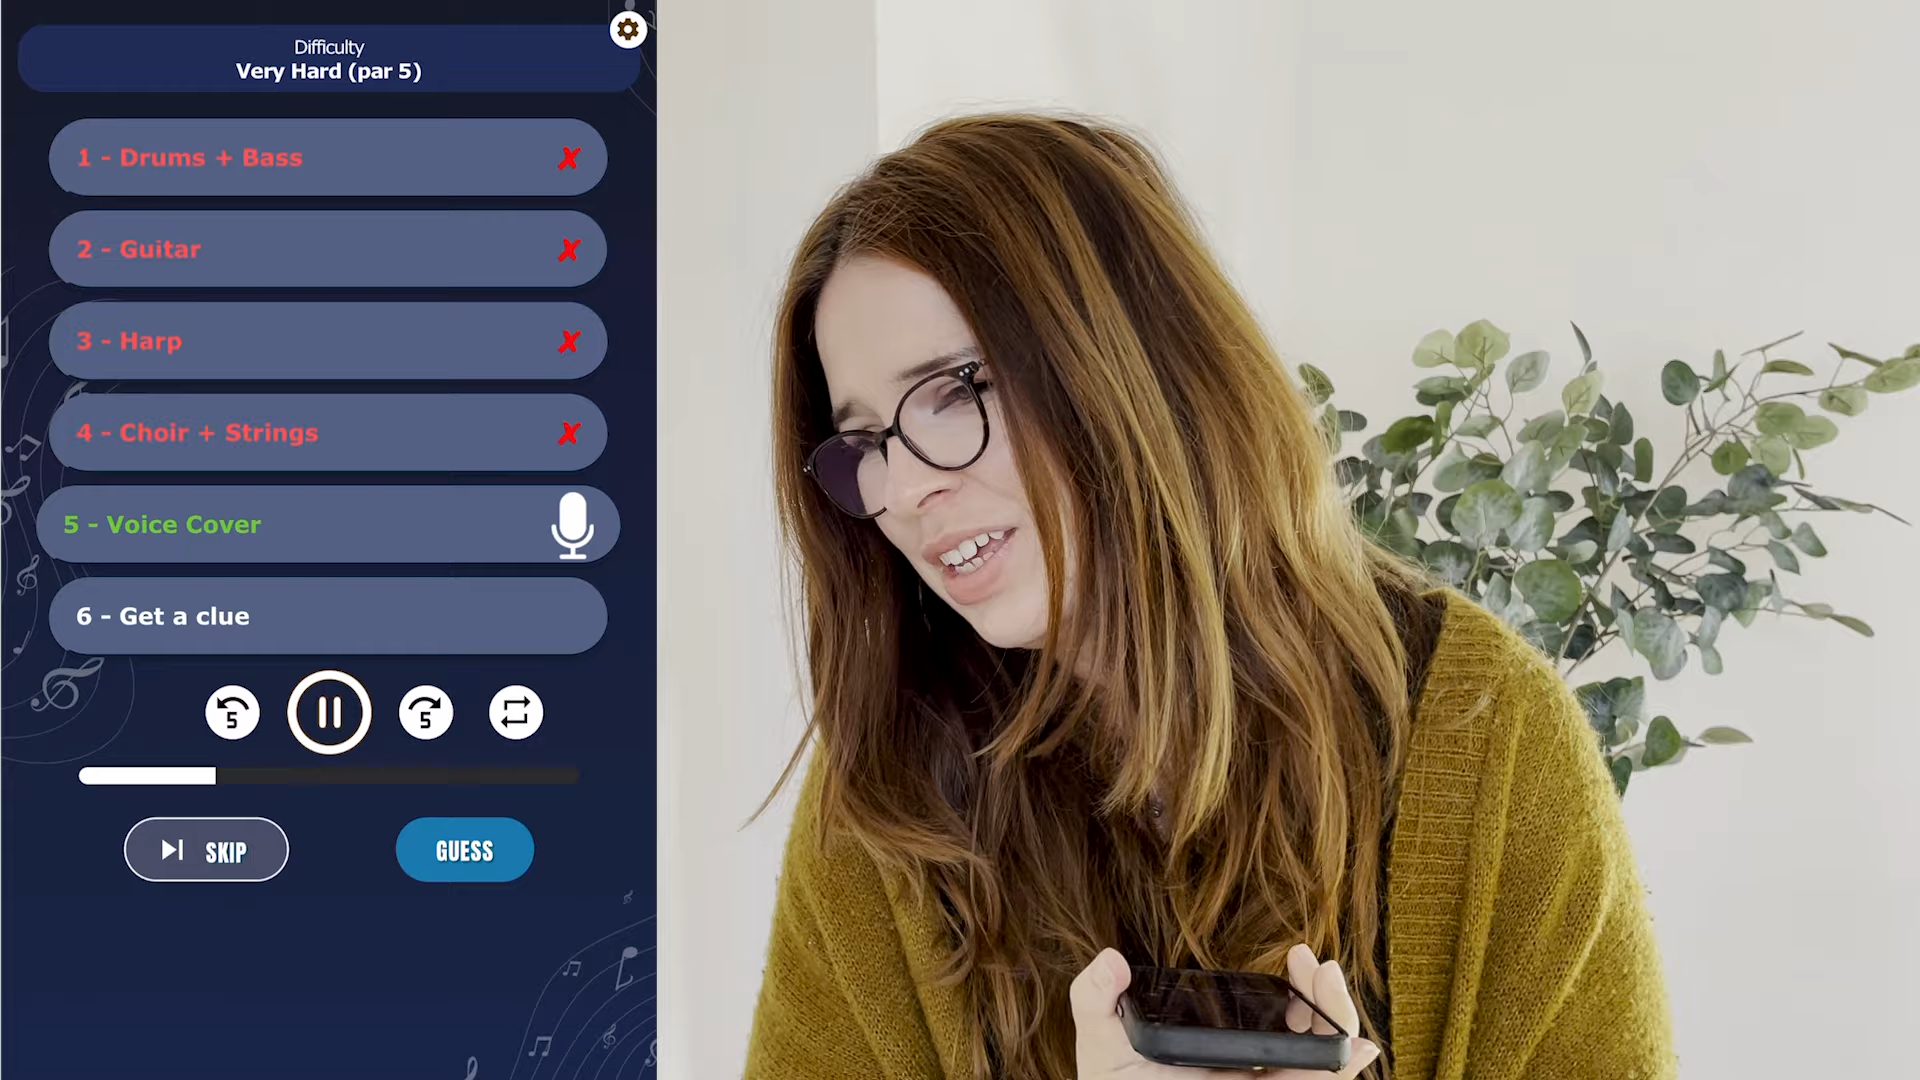 Difficulty
Very Hard (par 5)
1 - Drums + Bass ✗
2 - Guitar ✗
3 - Harp ✗
4 - Choir + Strings ✗
5 - Voice Cover
6 - Get a clue
5
5
SKIP
GUESS